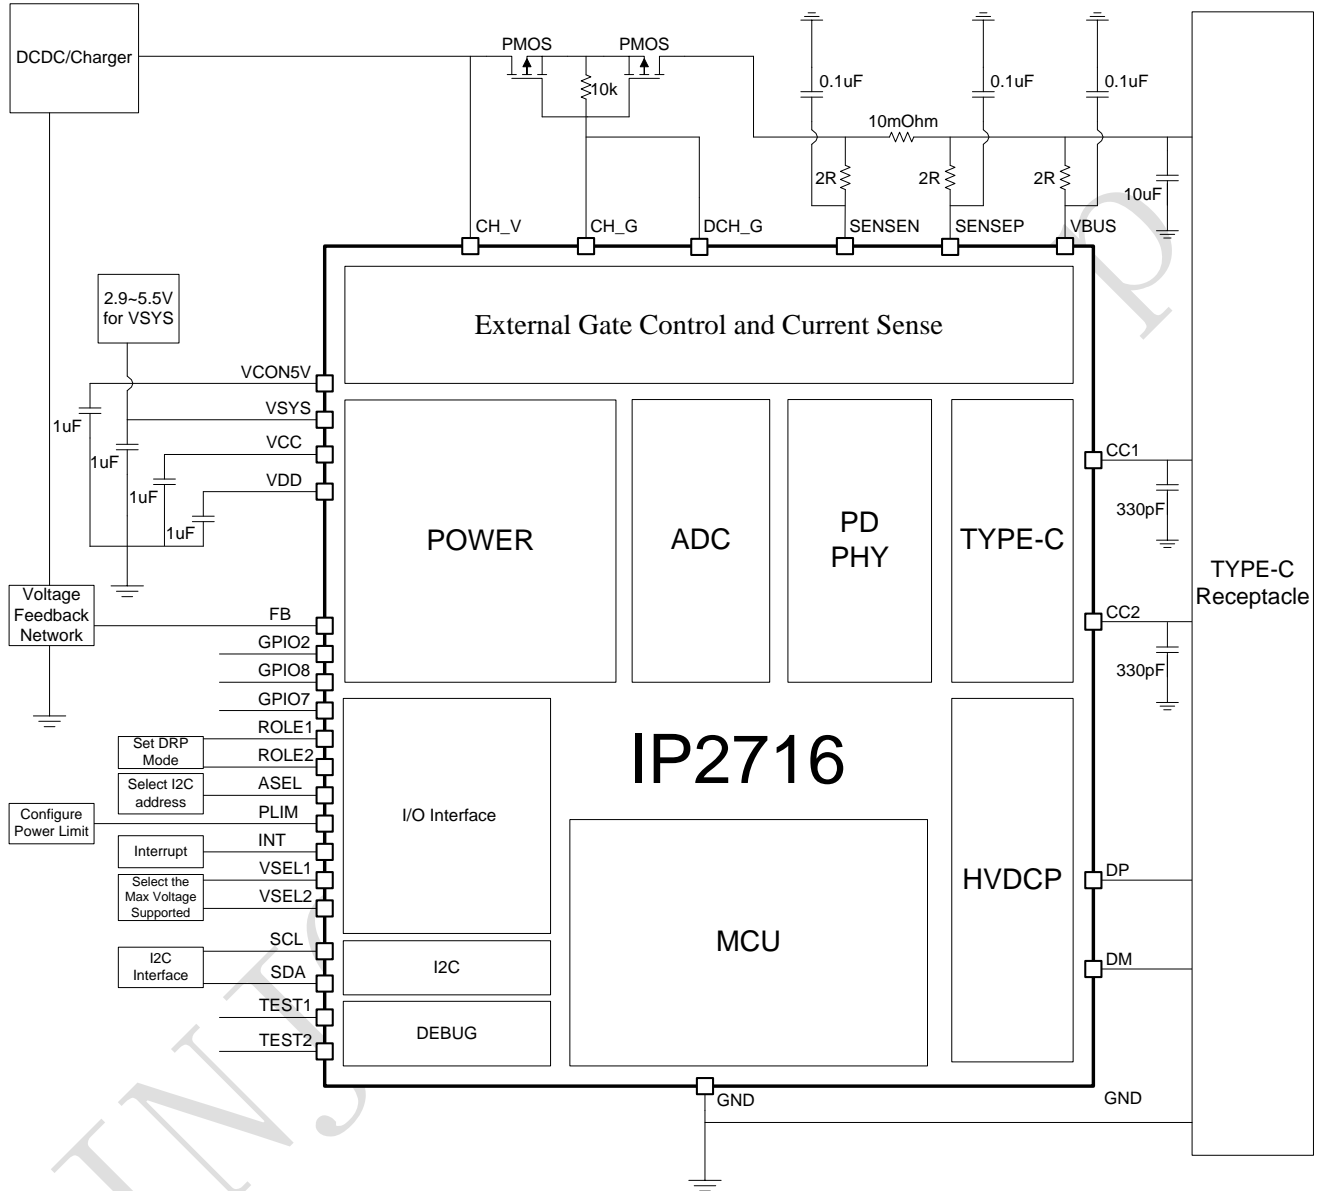 DCDC/Charger
PMOS
PMOS
10k
0.1uF
0.1uF
0.1uF
10mOhm
2R
2R
2R
10uF
CH_V
CH_G
DCH_G
SENSEN
SENSEP
VBUS
2.9~5.5V
for VSYS
External Gate Control and Current Sense
VCON5V
VSYS
VCC
VDD
1uF
1uF
1uF
1uF
POWER
ADC
PD
PHY
TYPE-C
CC1
330pF
CC2
330pF
TYPE-C
Receptacle
Voltage
Feedback
Network
FB
GPIO2
GPIO8
GPIO7
ROLE1
ROLE2
ASEL
PLIM
INT
VSEL1
VSEL2
SCL
SDA
TEST1
TEST2
Set DRP
Mode
Select I2C
address
Configure
Power Limit
Interrupt
Select the
Max Voltage
Supported
I2C
Interface
I/O Interface
I2C
DEBUG
IP2716
MCU
HVDCP
DP
DM
GND
GND